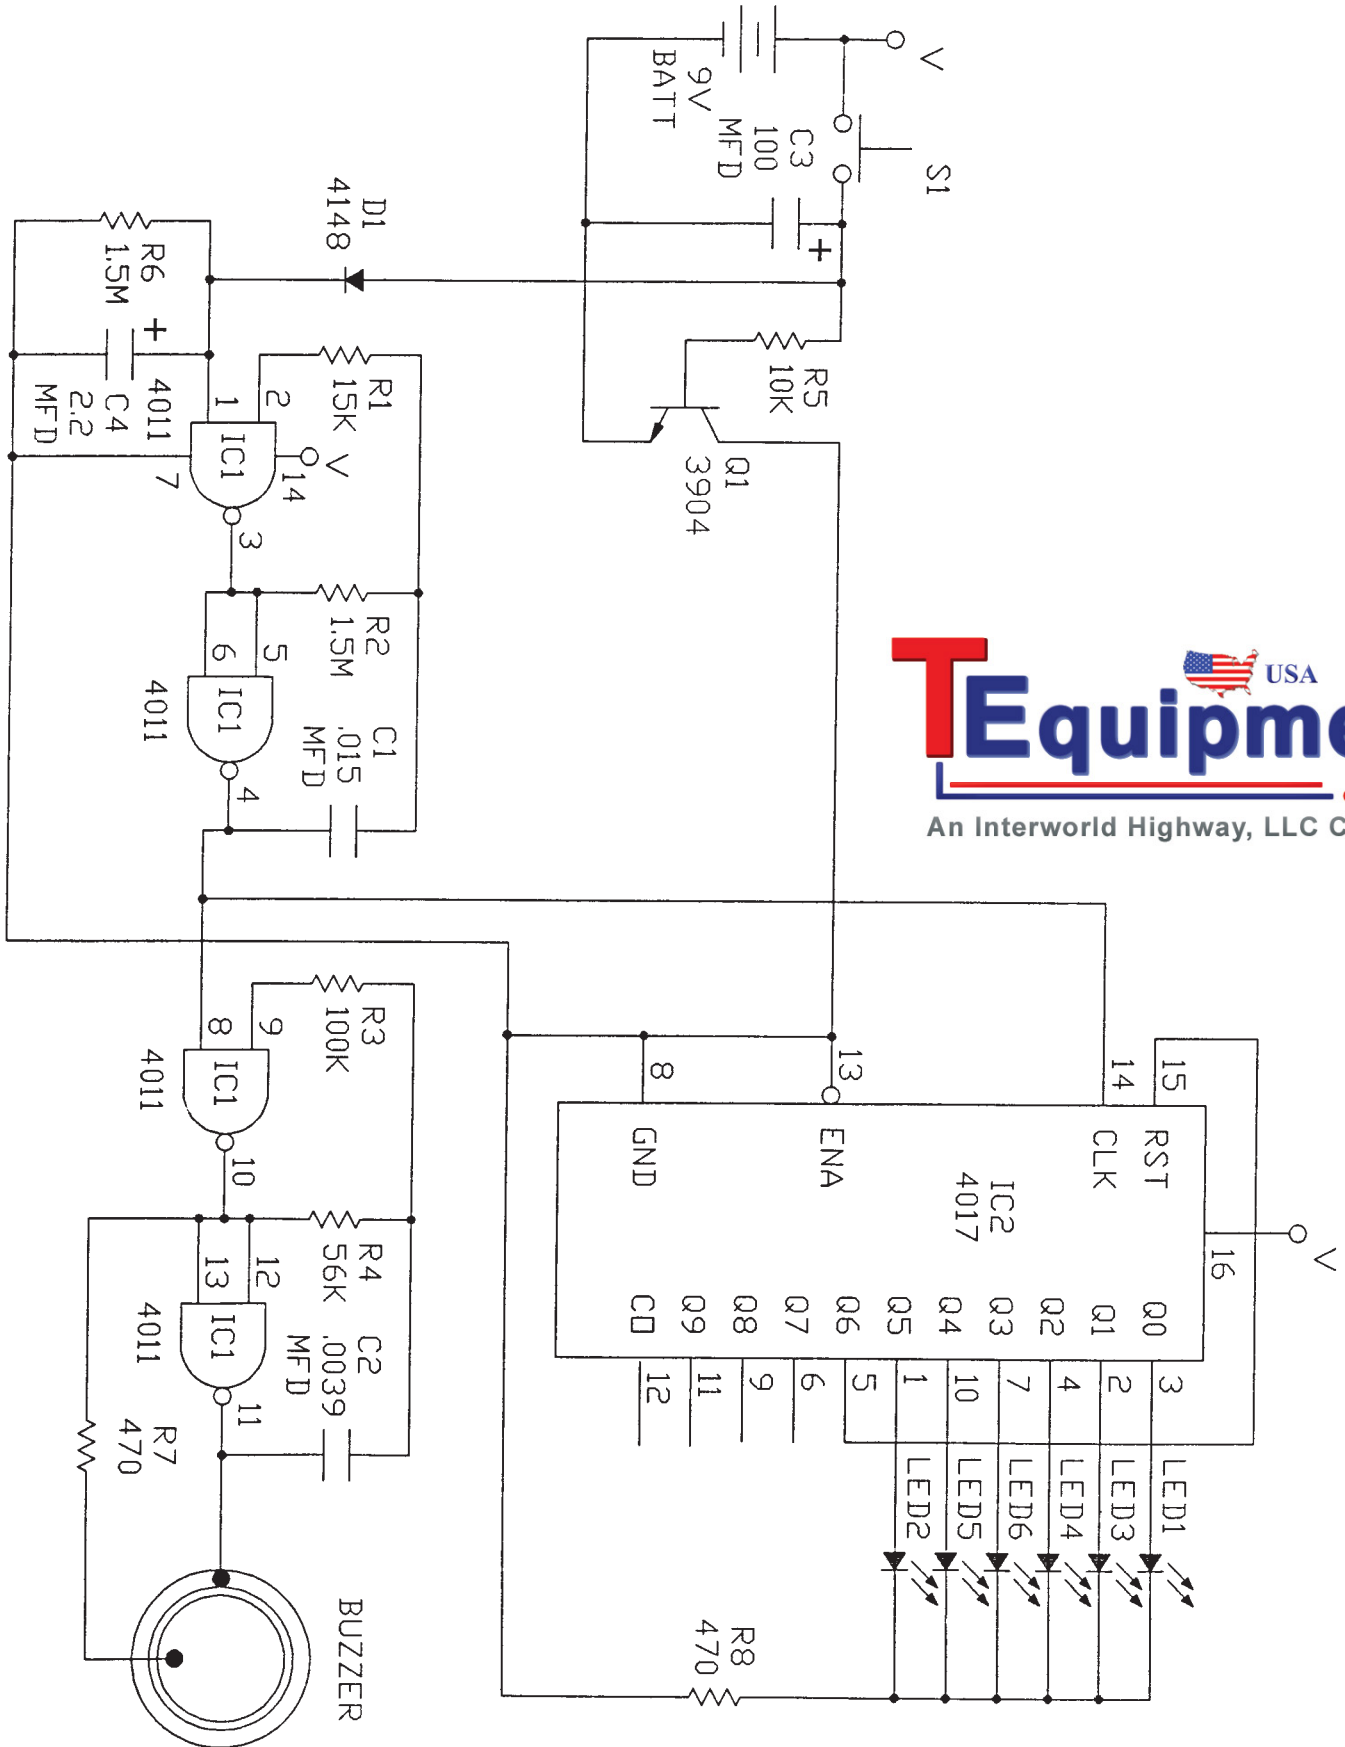 V
S1
9V
BATT
C3
100
MFD
D1
4148
R5
10K
Q1
3904
R6
1.5M
C4
2.2
MFD
4011
R1
15K
1
2
IC1
14
V
7
3
R2
1.5M
5
6
IC1
4011
4
C1
.015
MFD
R3
100K
8
9
IC1
4011
10
R4
56K
12
13
IC1
4011
11
C2
.0039
MFD
R7
470
BUZZER
15
14
13
8
RST
CLK
ENA
GND
IC2
4017
16
V
Q0
Q1
Q2
Q3
Q4
Q5
Q6
Q7
Q8
Q9
CO
3
2
4
7
10
1
5
6
9
11
12
LED1
LED3
LED4
LED6
LED5
LED2
R8
470
USA
TEquipme
An Interworld Highway, LLC C